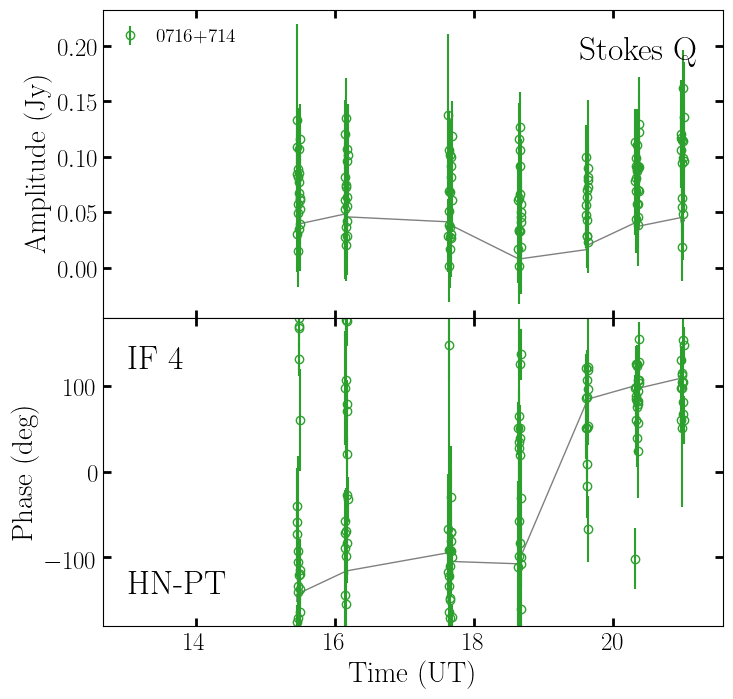 0716+714
Stokes Q
Amplitude (Jy)
0.20
0.15
0.10
0.05
0.00
IF 4
Phase (deg)
100
0
−100
HN-PT
14 16 18 20
Time (UT)